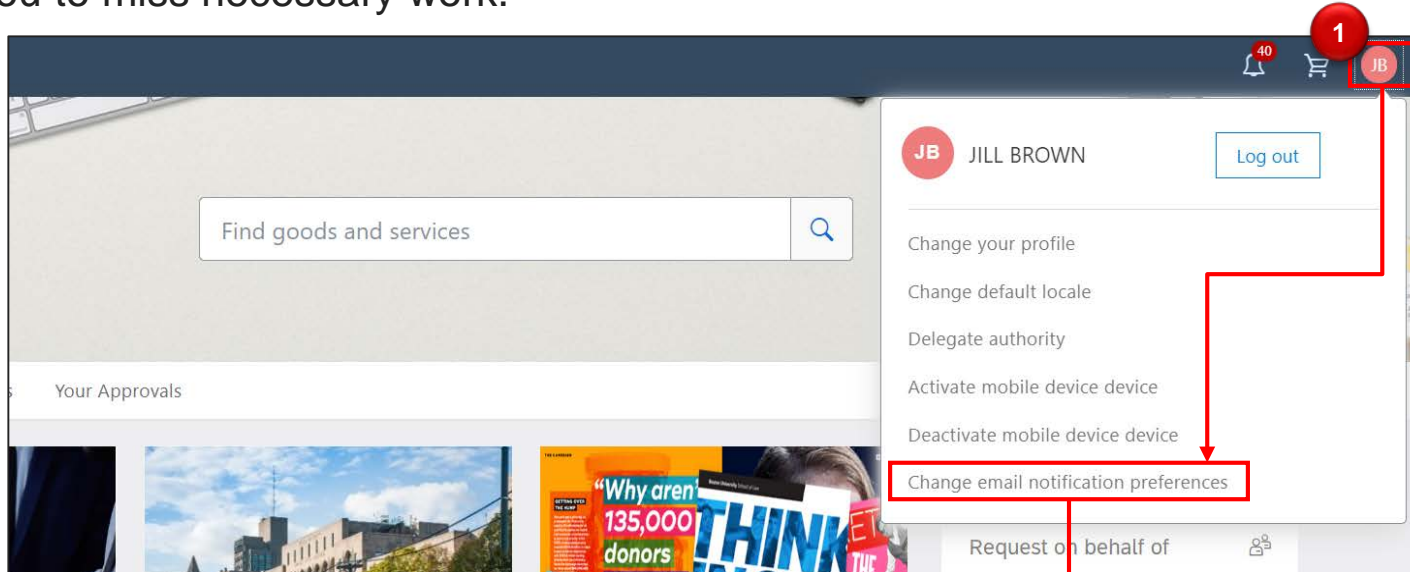 to miss necessary work.
1
40
JB
JB JILL BROWN Log out
Find goods and services
Change your profile
Change default locale
Delegate authority
Activate mobile device device
Deactivate mobile device device
Change email notification preferences
Your Approvals
Request on behalf of
"Why aren'
135,000
donors
THINK
THE